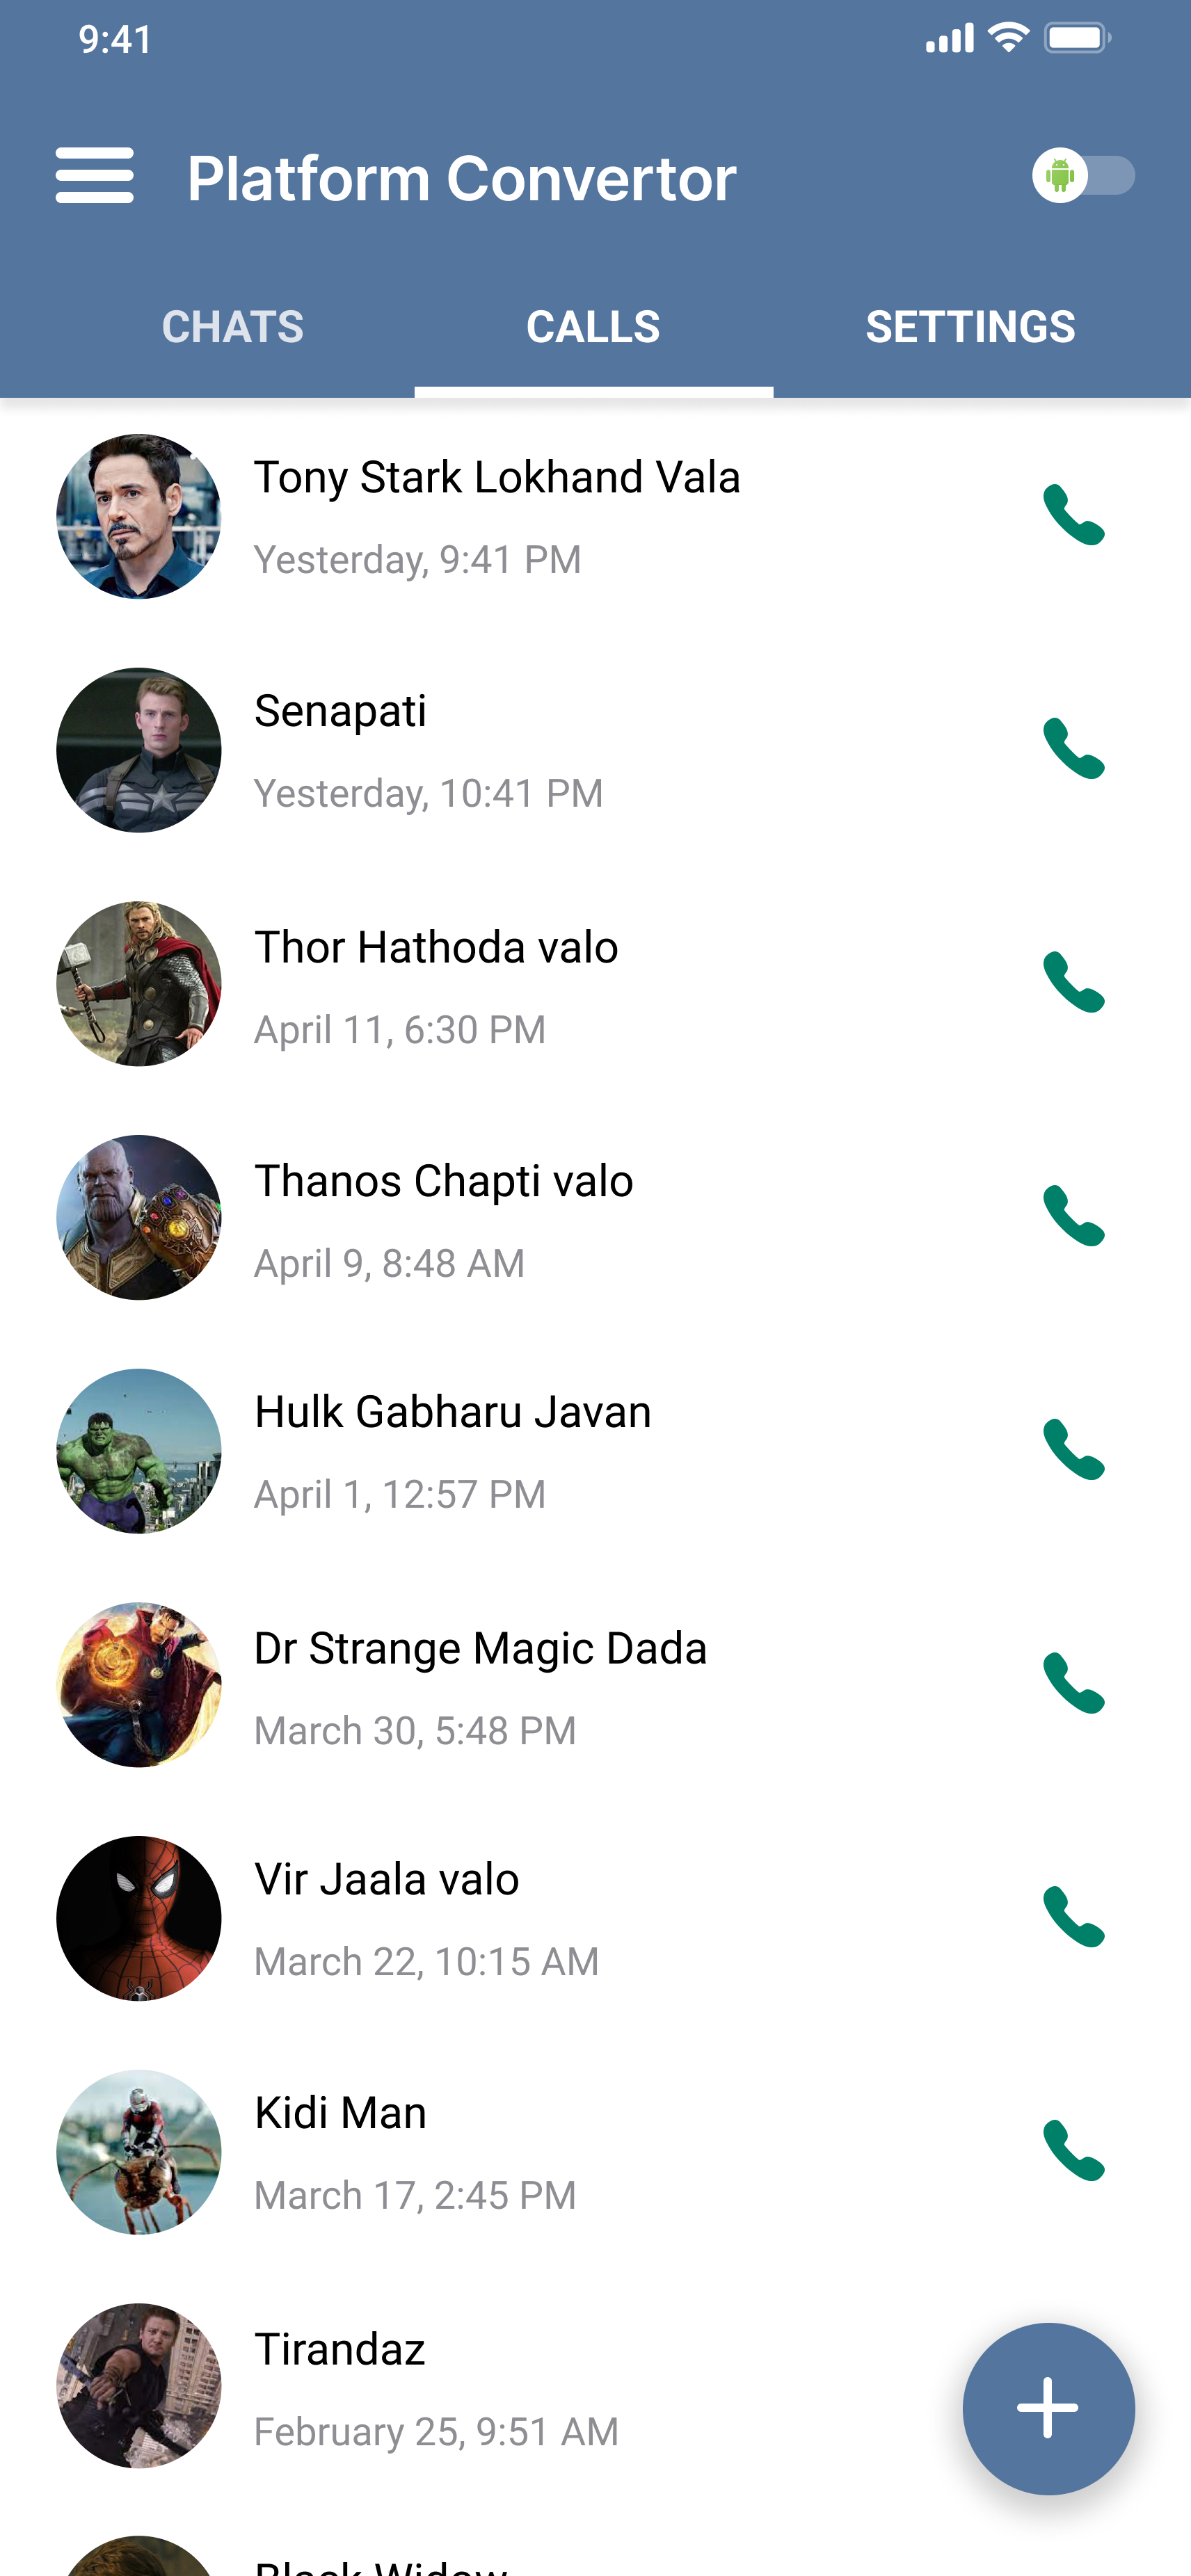 9:41
Platform Convertor
CHATS CALLS SETTINGS
Tony Stark Lokhand Vala
Yesterday, 9:41 PM
Senapati
Yesterday, 10:41 PM
Thor Hathoda valo
April 11, 6:30 PM
Thanos Chapti valo
April 9, 8:48 AM
Hulk Gabharu Javan
April 1, 12:57 PM
Dr Strange Magic Dada
March 30, 5:48 PM
Vir Jaala valo
March 22, 10:15 AM
Kidi Man
March 17, 2:45 PM
Tirandaz
February 25, 9:51 AM
Black Widow